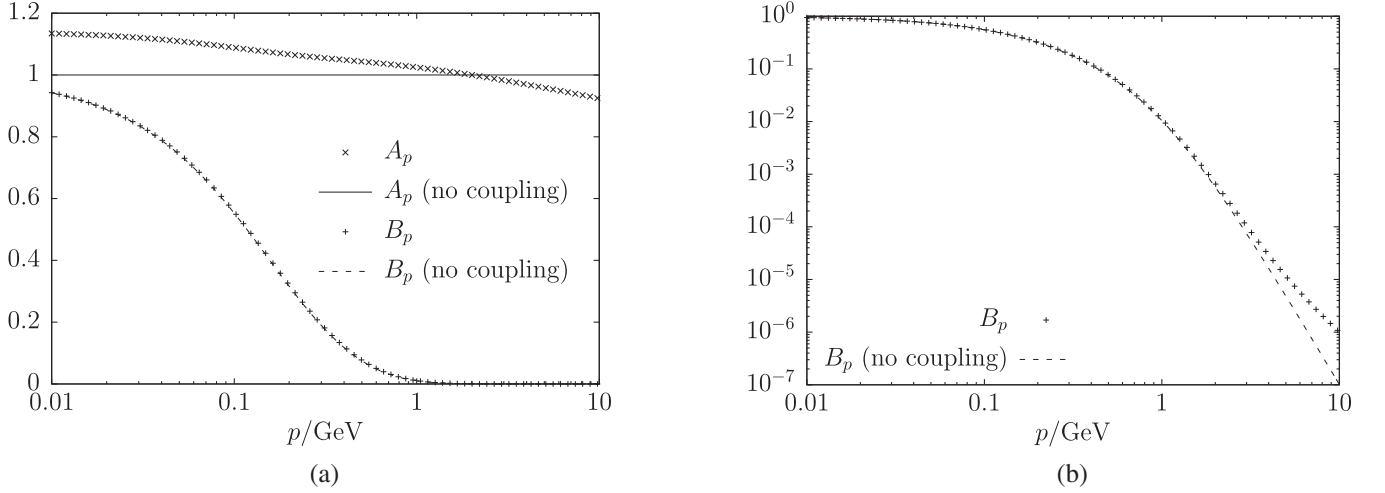 1.2
1
0.8
0.6
0.4
0.2
0
0.01 0.1 1 10
p/GeV
× A_p
A_p (no coupling)
+ B_p
B_p (no coupling)
(a)
10^0
10^{-1}
10^{-2}
10^{-3}
10^{-4}
10^{-5}
10^{-6}
10^{-7}
0.01 0.1 1 10
p/GeV
B_p +
B_p (no coupling)
(b)